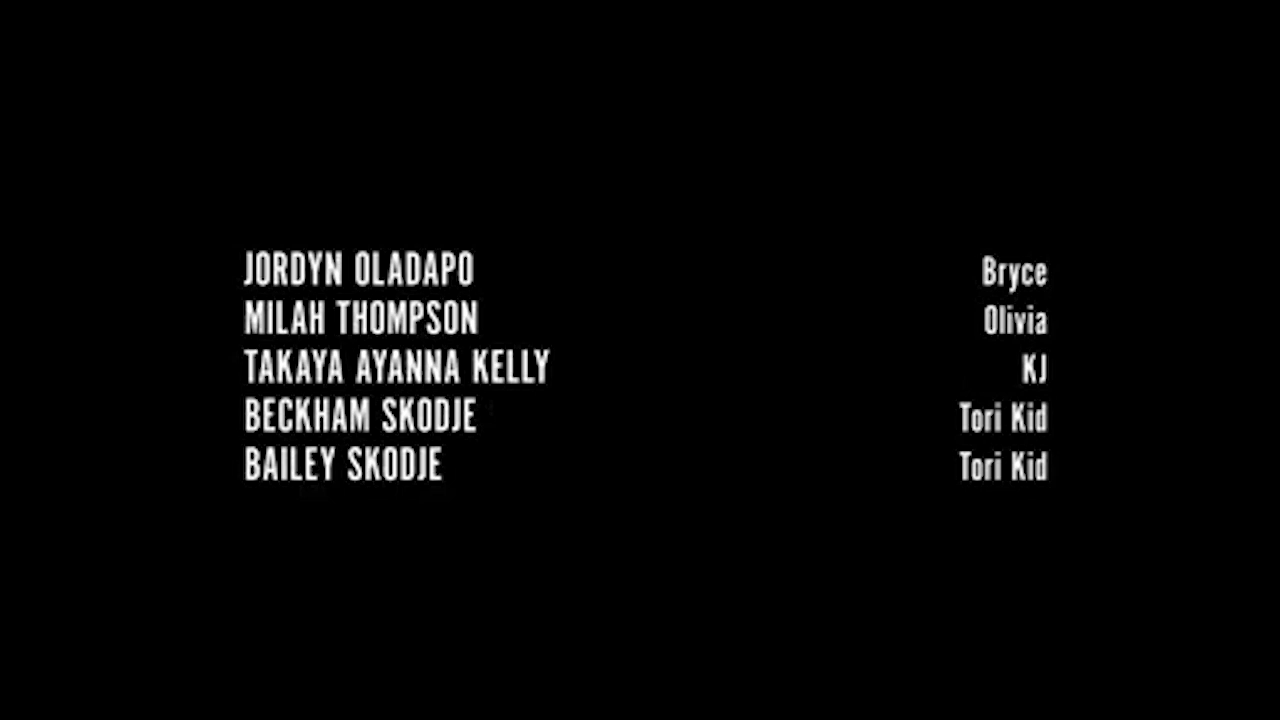 JORDYN OLADAPO Bryce
MILAH THOMPSON Olivia
TAKAYA AYANNA KELLY KJ
BECKHAM SKODJE Tori Kid
BAILEY SKODJE Tori Kid